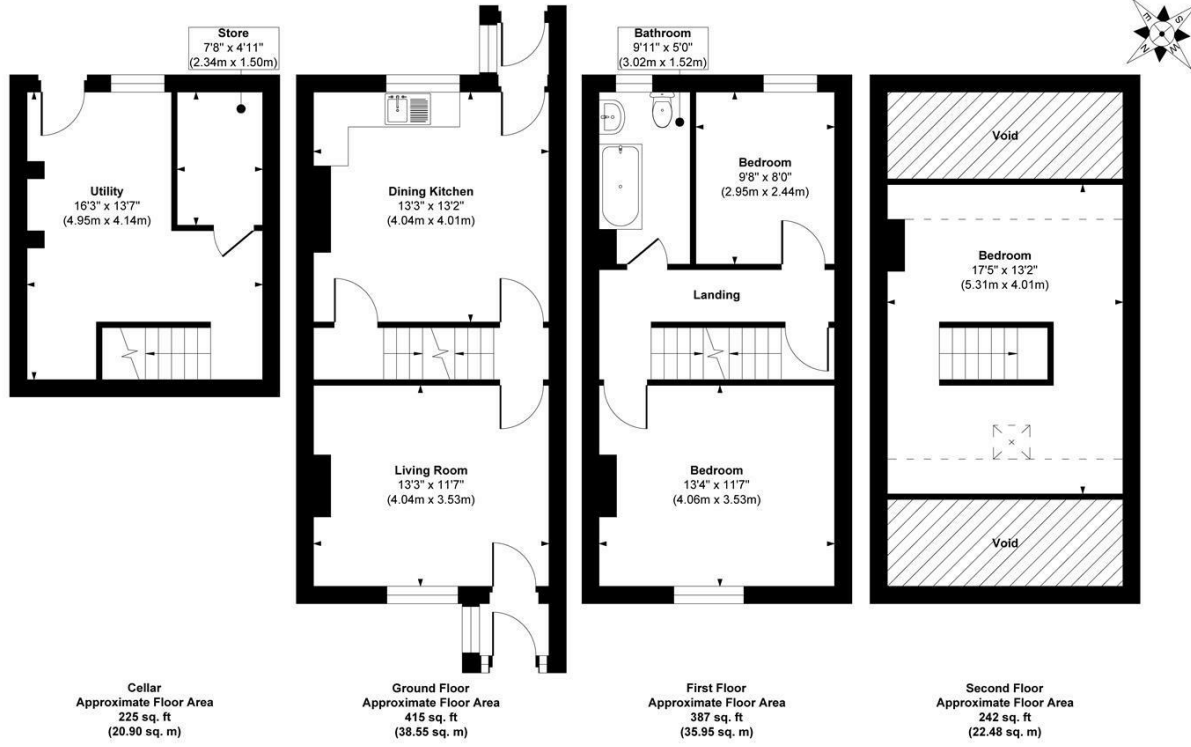 Store
7'8" x 4'11"
(2.34m x 1.50m)
Utility
16'3" x 13'7"
(4.95m x 4.14m)
Dining Kitchen
13'3" x 13'2"
(4.04m x 4.01m)
Living Room
13'3" x 11'7"
(4.04m x 3.53m)
Bathroom
9'11" x 5'0"
(3.02m x 1.52m)
Bedroom
9'8" x 8'0"
(2.95m x 2.44m)
Landing
Bedroom
13'4" x 11'7"
(4.06m x 3.53m)
Void
Bedroom
17'5" x 13'2"
(5.31m x 4.01m)
Void
E
S
N
W
Cellar
Approximate Floor Area
225 sq. ft
(20.90 sq. m)
Ground Floor
Approximate Floor Area
415 sq. ft
(38.55 sq. m)
First Floor
Approximate Floor Area
387 sq. ft
(35.95 sq. m)
Second Floor
Approximate Floor Area
242 sq. ft
(22.48 sq. m)